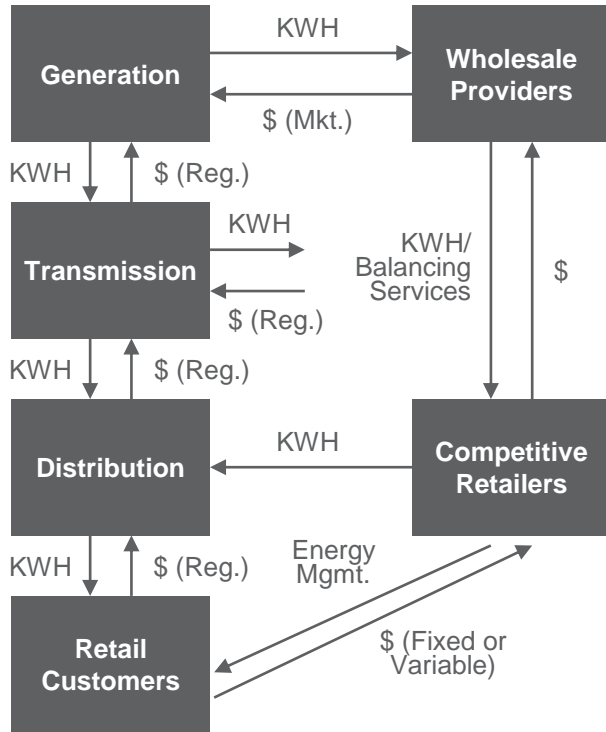 KWH
Generation
Wholesale
Providers
$ (Mkt.)
KWH
$ (Reg.)
KWH
Transmission
KWH/
Balancing
Services
$
$ (Reg.)
KWH
$ (Reg.)
Distribution
KWH
Competitive
Retailers
KWH
$ (Reg.)
Energy
Mgmt.
Retail
Customers
$ (Fixed or
Variable)